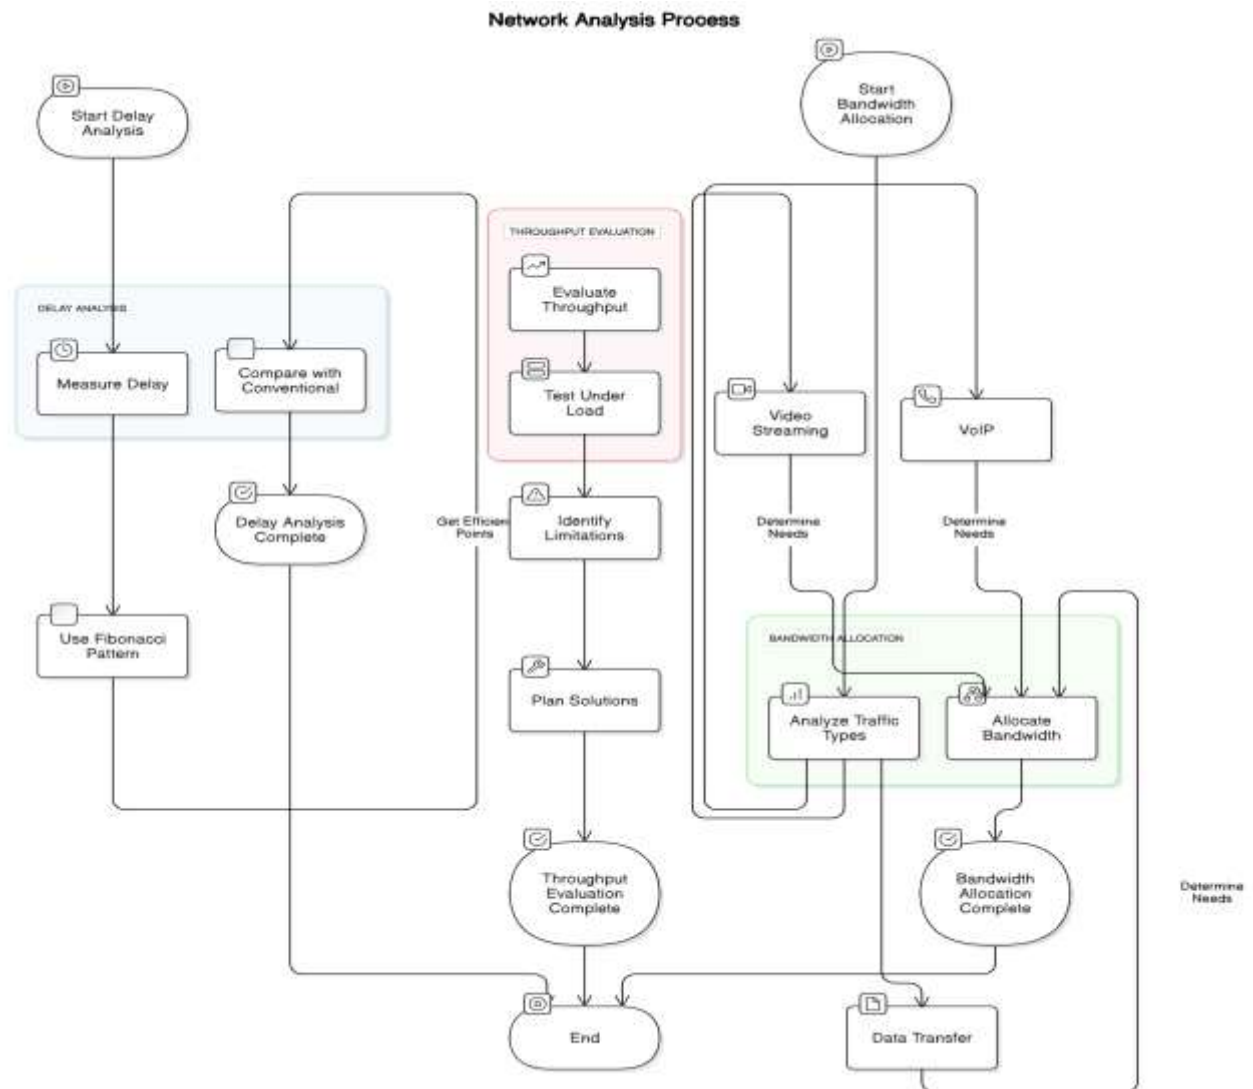 Network Analysis Process
Start Delay
Analysis
Start
Bandwidth
Allocation
THROUGHPUT EVALUATION
Evaluate
Throughput
DELAY ANALYSIS
Measure Delay
Compare with
Conventional
Test Under
Load
Video
Streaming
VoIP
Delay Analysis
Complete
Get Efficien
Points
Identify
Limitations
Determine
Needs
Determine
Needs
Use Fibonacci
Pattern
BANDWIDTH ALLOCATION
Plan Solutions
Analyze Traffic
Types
Allocate
Bandwidth
Throughput
Evaluation
Complete
Bandwidth
Allocation
Complete
Determine
Needs
End
Data Transfer